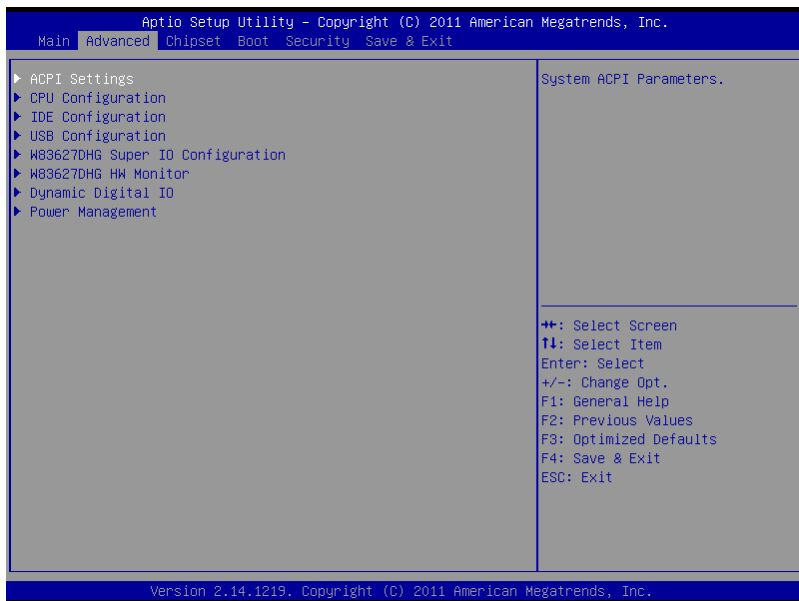 Aptio Setup Utility – Copyright (C) 2011 American Megatrends, Inc.
Main Advanced Chipset Boot Security Save & Exit
ACPI Settings
CPU Configuration
IDE Configuration
USB Configuration
W83627DHG Super IO Configuration
W83627DHG HW Monitor
Dynamic Digital IO
Power Management
System ACPI Parameters.
→←: Select Screen
↑↓: Select Item
Enter: Select
+/-: Change Opt.
F1: General Help
F2: Previous Values
F3: Optimized Defaults
F4: Save & Exit
ESC: Exit
Version 2.14.1219. Copyright (C) 2011 American Megatrends, Inc.